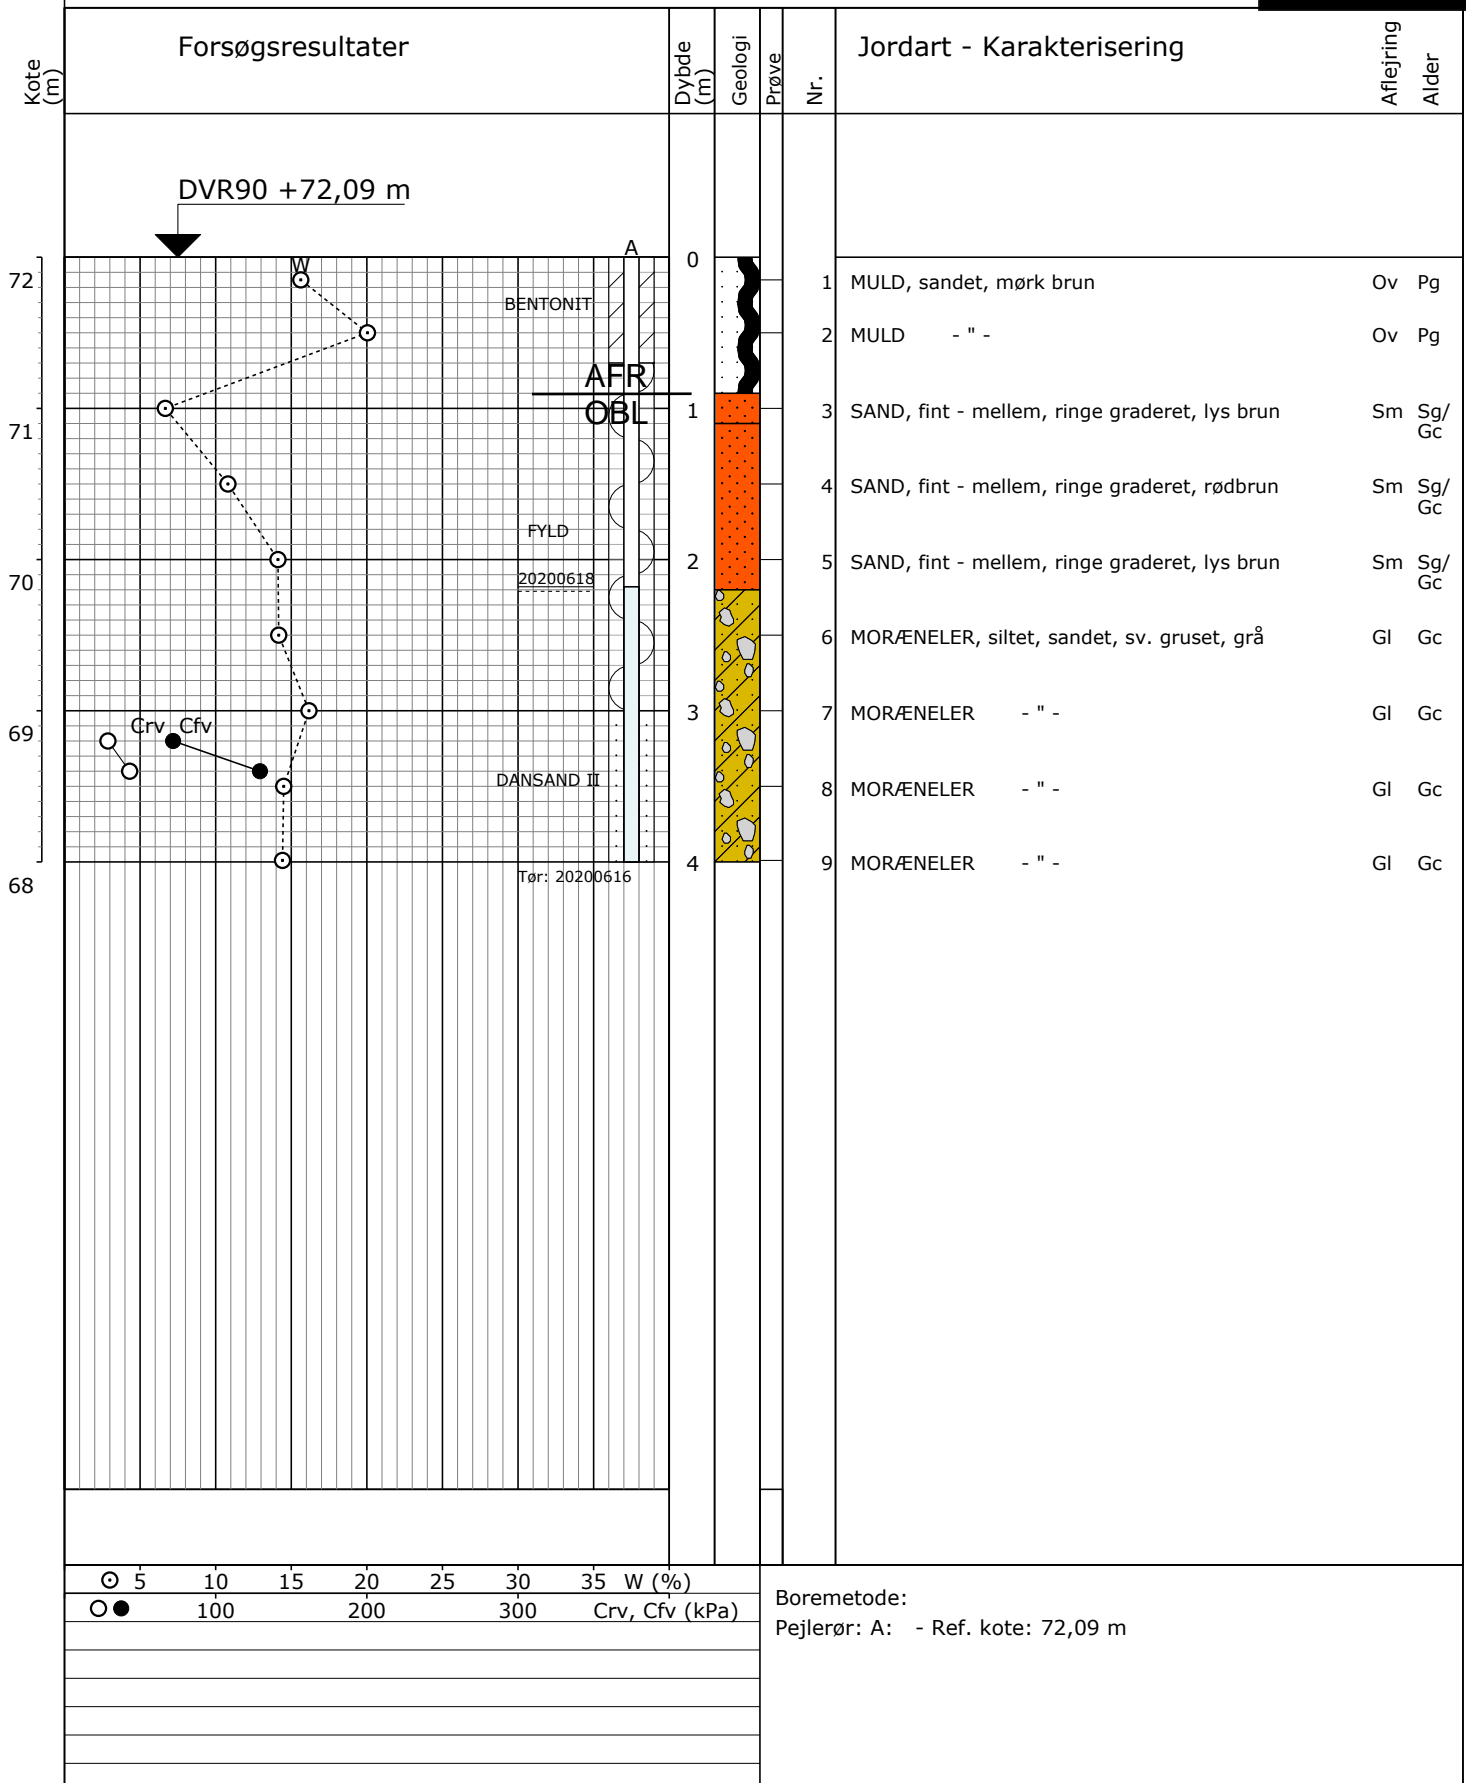 Kote
(m)
Forsøgsresultater
Dybde
(m)
Geologi
Prøve
Nr.
Jordart - Karakterisering
Aflejring
Alder
DVR90 +72,09 m
A
W
0
72
BENTONIT
1 MULD, sandet, mørk brun Ov Pg
2 MULD - " - Ov Pg
AFR
OBL
1
71
3 SAND, fint - mellem, ringe graderet, lys brun Sm Sg/
Gc
4 SAND, fint - mellem, ringe graderet, rødbrun Sm Sg/
Gc
FYLD
2
70
20200618
5 SAND, fint - mellem, ringe graderet, lys brun Sm Sg/
Gc
6 MORÆNELER, siltet, sandet, sv. gruset, grå Gl Gc
3
69
Crv Cfv
7 MORÆNELER - " - Gl Gc
DANSAND II
8 MORÆNELER - " - Gl Gc
4
68
Tør: 20200616
9 MORÆNELER - " - Gl Gc
5 10 15 20 25 30 35 W (%)
100 200 300 Crv, Cfv (kPa)
Boremetode:
Pejlerør: A: - Ref. kote: 72,09 m